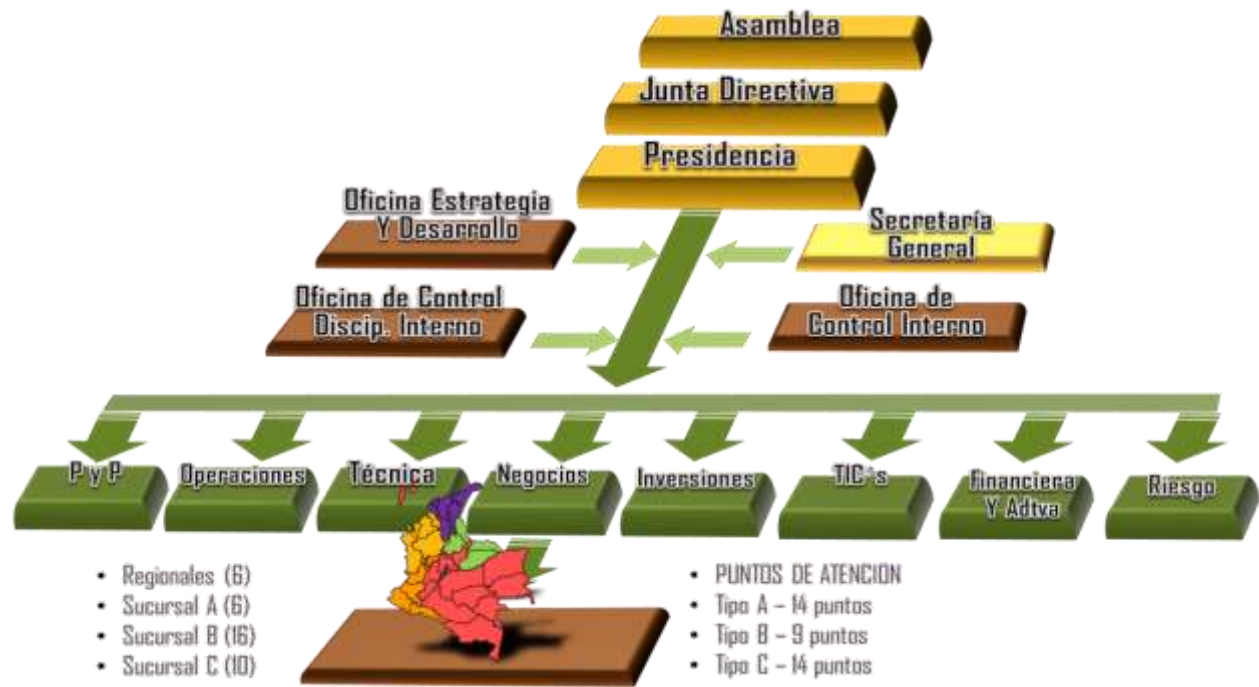 Asamblea
Junta Directiva
Presidencia
Oficina Estrategia
Y Desarrollo
Secretaría
General
Oficina de Control
Discip. Interno
Oficina de
Control Interno
P y P
Operaciones
Técnica
Negocios
Inversiones
TIC's
Financiera
Y Adtva
Riesgo
• Regionales (6)
• Sucursal A (6)
• Sucursal B (16)
• Sucursal C (10)
• PUNTOS DE ATENCION
• Tipo A – 14 puntos
• Tipo B – 9 puntos
• Tipo C – 14 puntos